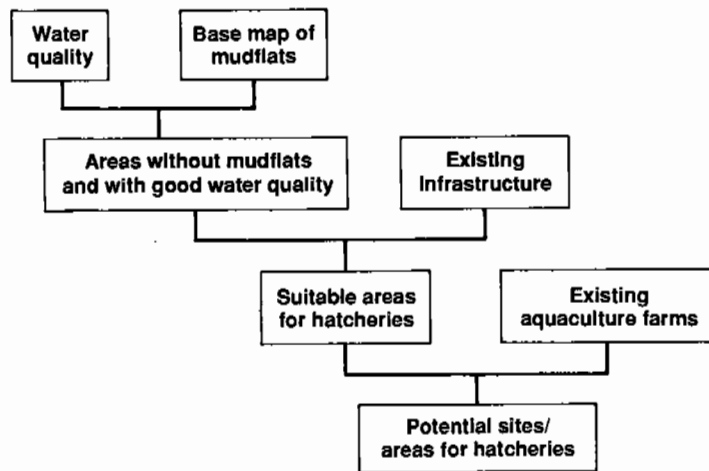 Water
quality
Base map of
mudflats
Areas without mudflats
and with good water quality
Existing
Infrastructure
Suitable areas
for hatcheries
Existing
aquaculture farms
Potential sites/
areas for hatcheries